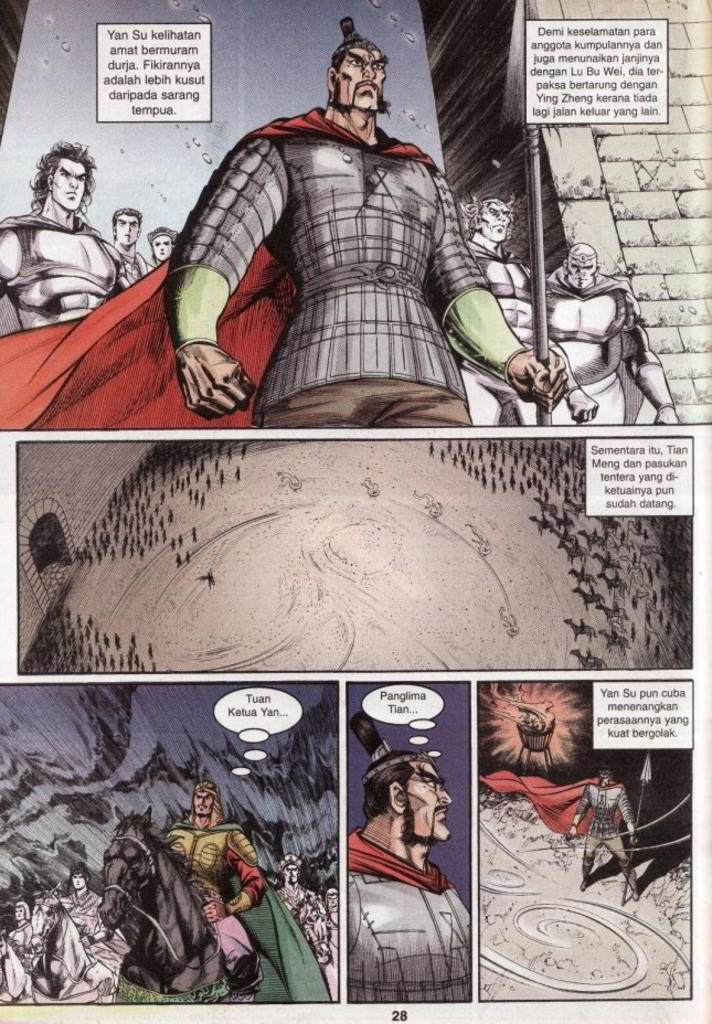 Yan Su kelihatan
amat bermuram
durja. Fikirannya
adalah lebih kusut
daripada sarang
tempua.
Demi keselamatan para
anggota kumpulannya dan
juga menunaikan janjinya
dengan Lu Bu Wei, dia ter-
paksa bertarung dengan
Ying Zheng kerana tiada
lagi jalan keluar yang lain.
Sementara itu, Tian
Meng dan pasukan
tentera yang di-
ketuainya pun
sudah datang.
Tuan
Ketua Yan...
Panglima
Tian...
Yan Su pun cuba
menenangkan
perasaannya yang
kuat bergolak.
28